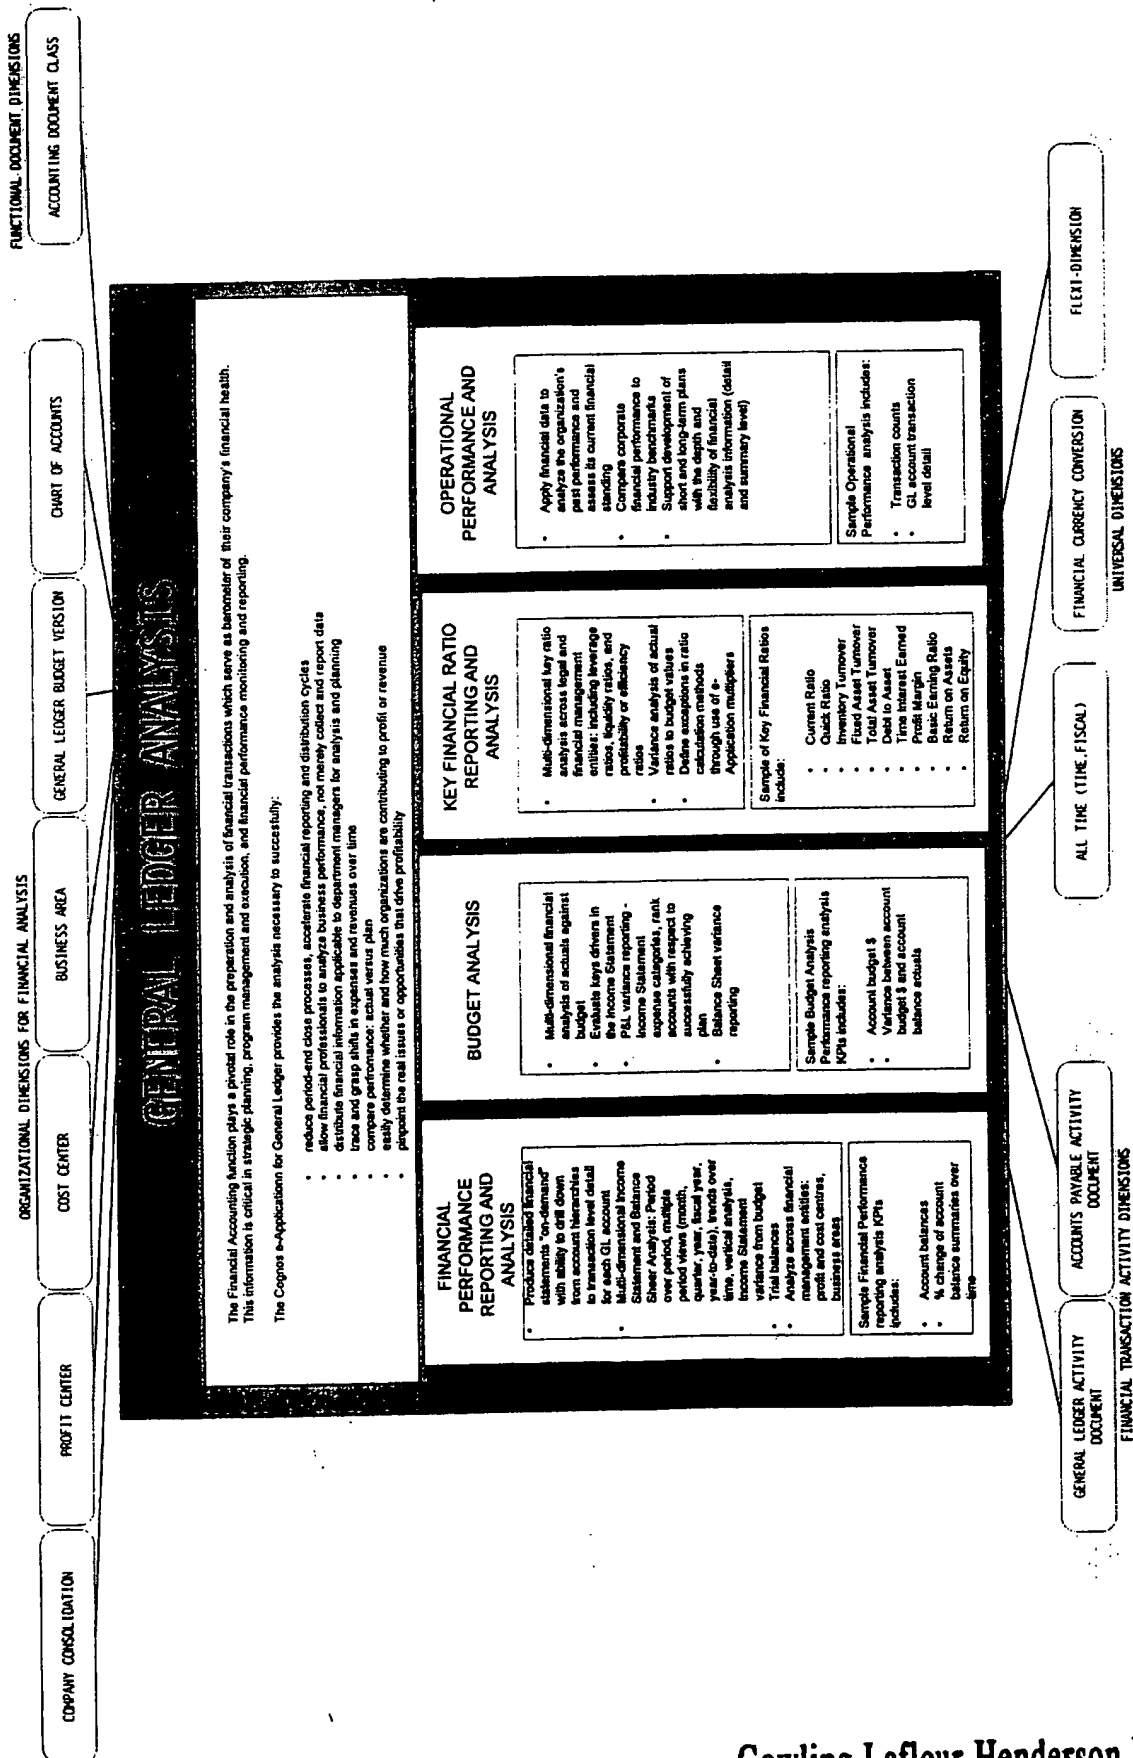 ORGANIZATIONAL DIMENSIONS FOR FINANCIAL ANALYSIS
FUNCTIONAL DOCUMENT DIMENSIONS
COMPANY CONSOLIDATION
PROFIT CENTER
COST CENTER
BUSINESS AREA
GENERAL LEDGER BUDGET VERSION
CHART OF ACCOUNTS
ACCOUNTING DOCUMENT CLASS
GENERAL LEDGER ANALYSIS
The Financial Accounting function plays a pivotal role in the preparation and analysis of financial transactions which serve as barometer of their company's financial health.
This information is critical in strategic planning, program management and execution, and financial performance monitoring and reporting.
The Cognos e-Applicationn for General Ledger provides the analysis necessary to succesfully:
• reduce period-end close processes, accelerate financial reporting and distribution cycles
• allow financial professionals to analyze business performance, not merely collect and report data
• distribute financial information applicable to department managers for analysis and planning
• trace and grasp shifts in expenses and revenues over time
• compare perfromance: actual versus plan
• easily determine whether and how much organizations are contributing to profit or revenue
• pinpoint the real issues or opportunities that drive profitability
FINANCIAL
PERFORMANCE
REPORTING AND
ANALYSIS
• Produce detailed financial
statements "on-demand"
with ability to drill down
from account hierarchies
to transaction level detail
for each GL account
• Multi-dimensional Income
Statement and Balance
Sheer Analysis: Period
over period, multiple
period views (month,
quarter, year, fiscal year,
year-to-date), trends over
time, vertical analysis,
Income Statement
variance from budget
• Trial balances
• Analyze across financial
management entities:
profit and cost centres,
business areas
Sample Financial Performance
reporting analysis KPIs
includes:
• Account balances
• % change of account
balance summaries over
time
BUDGET ANALYSIS
• Multi-dimensional financial
analysis of actuals against
budget
• Evaluate keys drivers in
the Income Statement
• P&L variance reporting -
Income Statement
expense categories, rank
accounts with respect to
successfully achieving
plan
• Balance Sheet variance
reporting
Sample Budget Analysis
Performance reporting analysis
KPIs includes:
• Account budget $
• Variance between account
budget $ and account
balance actuals
KEY FINANCIAL RATIO
REPORTING AND
ANALYSIS
• Multi-dimensional key ratio
analysis across legal and
financial management
entities: including leverage
ratios, liquidity ratios, and
profitability or efficiency
ratios
• Variance analysis of actual
ratios to budget values
• Define exceptions in ratio
calculation methods
through use of e-
Application multipliers
Sample of Key Financial Ratios
include:
• Current Ratio
• Quick Ratio
• Inventory Turnover
• Fixed Asset Turnover
• Total Asset Turnover
• Debt to Asset
• Time Interest Earned
• Profit Margin
• Basic Earning Ratio
• Return on Assets
• Return on Equity
OPERATIONAL
PERFORMANCE AND
ANALYSIS
• Apply financial data to
analyze the organization's
past performance and
assess its current financial
standing
• Compare corporate
financial performance to
industry benchmarks
• Support development of
short and long-term plans
with the depth and
flexibility of financial
analysis information (detail
and summary level)
Sample Operational
Performance analysis includes:
• Transaction counts
• GL account transaction
level detail
GENERAL LEDGER ACTIVITY
DOCUMENT
ACCOUNTS PAYABLE ACTIVITY
DOCUMENT
ALL TIME (TIME,FISCAL)
FINANCIAL CURRENCY CONVERSION
FLEXI-DIMENSION
FINANCIAL TRANSACTION ACTIVITY DIMENSIONS
UNIVERSAL DIMENSIONS
Gowling Lafleur Henderson